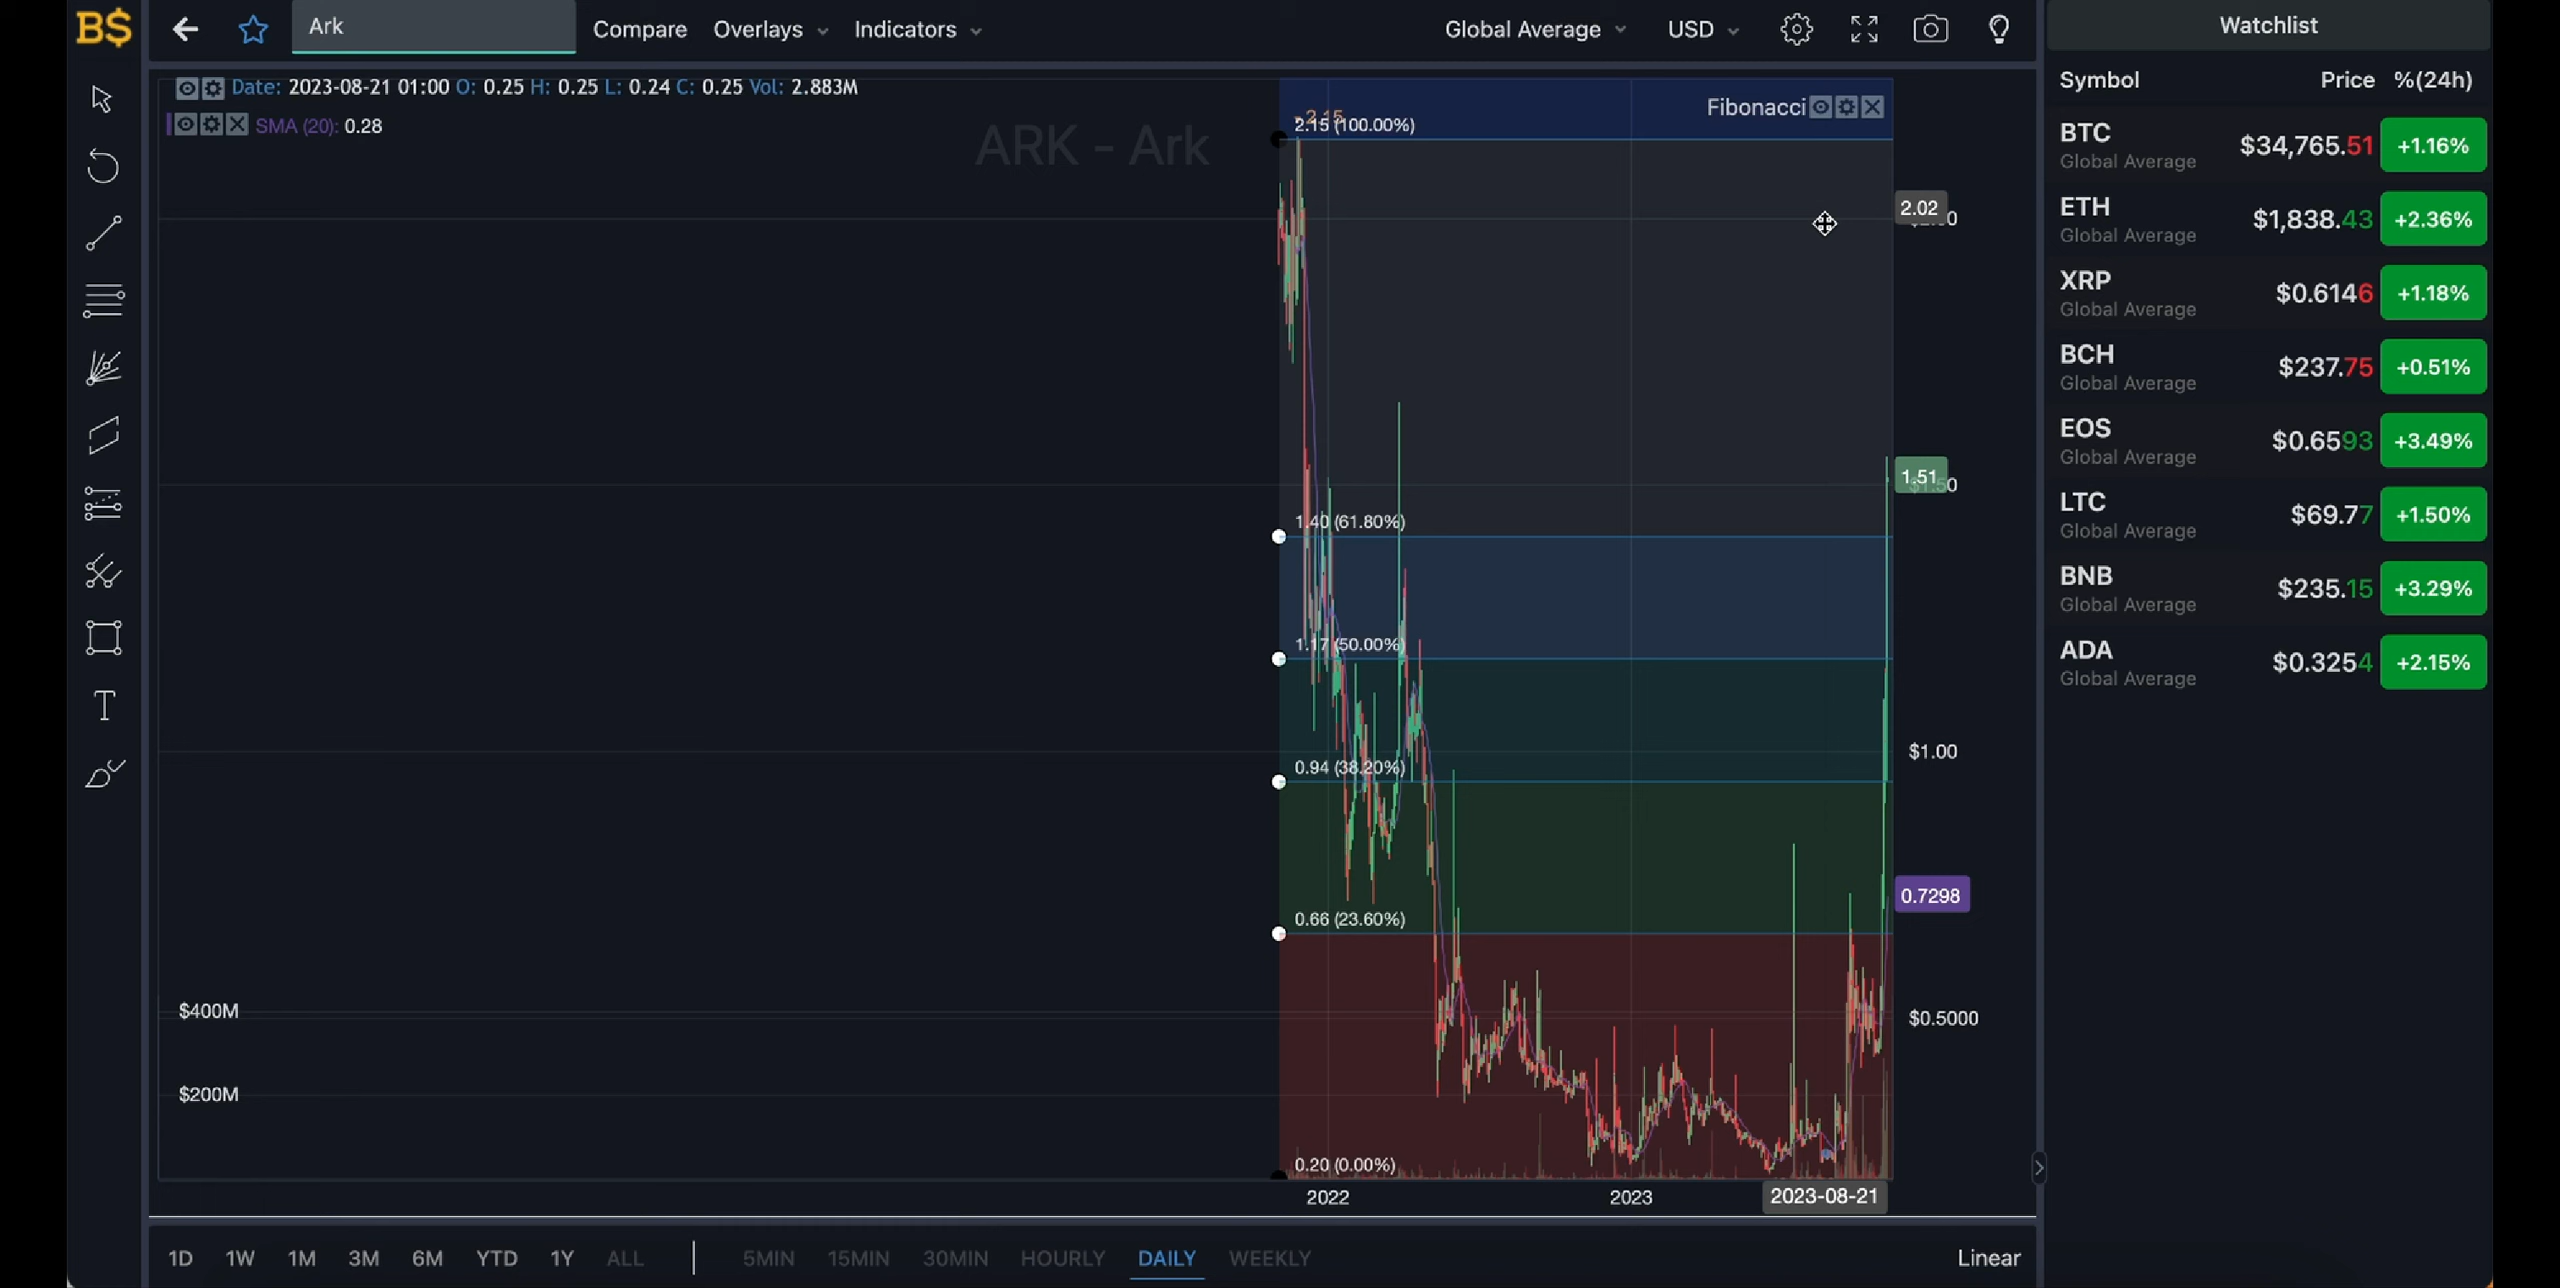 B$
Ark
Compare
Overlays
Indicators
Global Average
USD
Watchlist
Symbol
Price
%(24h)
Date: 2023-08-21 01:00 O: 0.25 H: 0.25 L: 0.24 C: 0.25 Vol: 2.883M
SMA (20): 0.28
ARK - Ark
Fibonacci
2.15
2.15 (100.00%)
2.02
1.51
1.40 (61.80%)
1.17 (50.00%)
$1.00
0.94 (38.20%)
0.7298
0.66 (23.60%)
$400M
$0.5000
$200M
0.20 (0.00%)
2022
2023
2023-08-21
BTC
Global Average
$34,765.51
+1.16%
ETH
Global Average
$1,838.43
+2.36%
XRP
Global Average
$0.6146
+1.18%
BCH
Global Average
$237.75
+0.51%
EOS
Global Average
$0.6593
+3.49%
LTC
Global Average
$69.77
+1.50%
BNB
Global Average
$235.15
+3.29%
ADA
Global Average
$0.3254
+2.15%
T
1D
1W
1M
3M
6M
YTD
1Y
ALL
5MIN
15MIN
30MIN
HOURLY
DAILY
WEEKLY
Linear